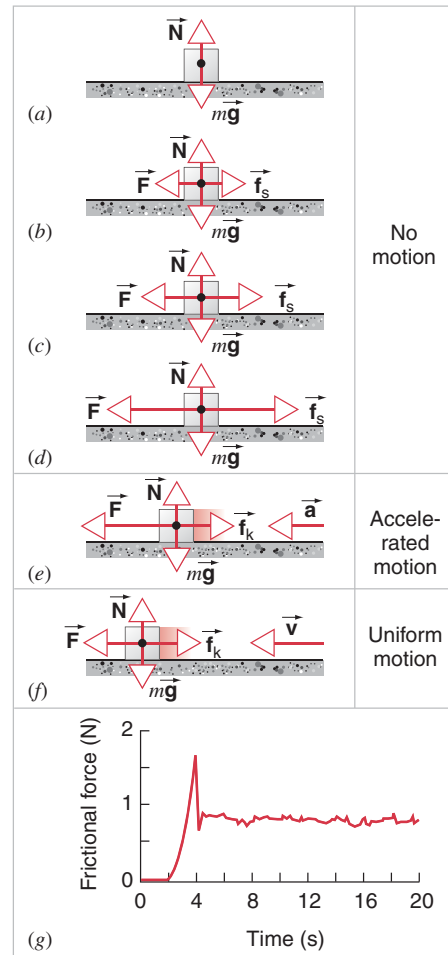 N
(a)
mg
N
F
fs
(b)
mg
N
F
fs
(c)
mg
No
motion
N
F
fs
(d)
mg
N
F
fk
a
(e)
mg
Accele-
rated
motion
N
F
fk
v
(f)
mg
Uniform
motion
Frictional force (N)
2
1
0
0 4 8 12 16 20
(g)
Time (s)